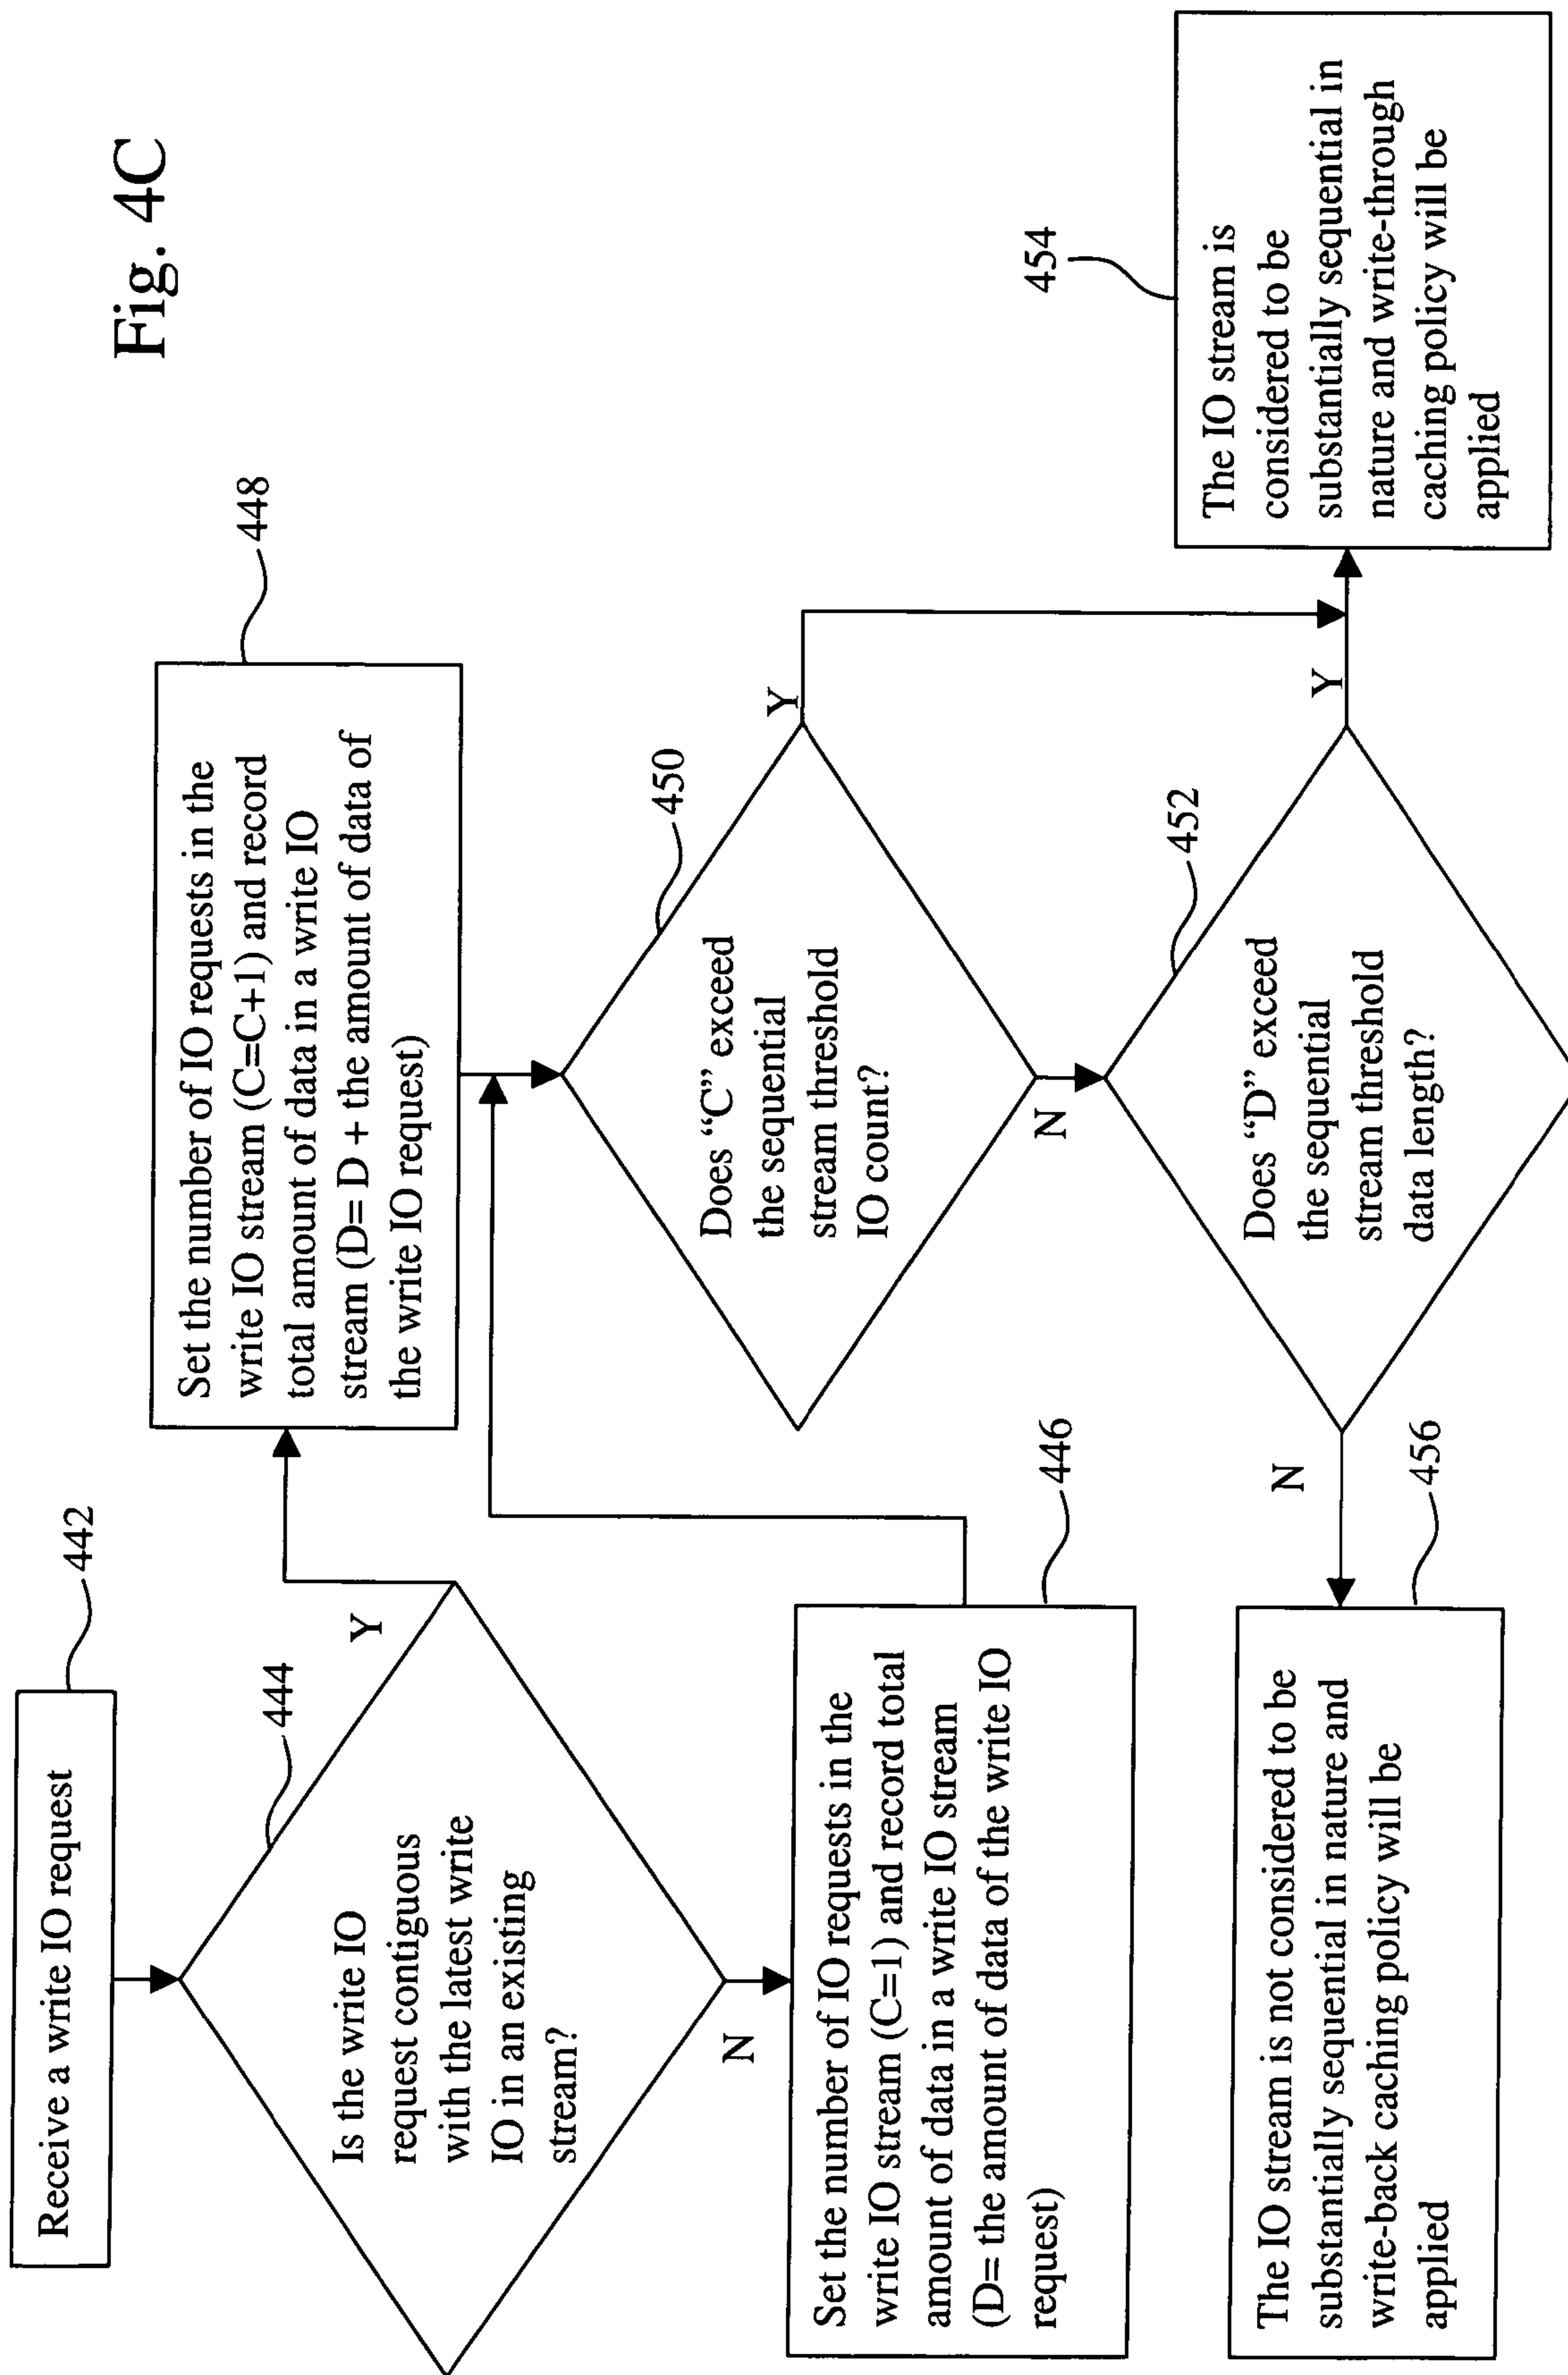 Fig. 4C
442
Receive a write IO request
444
Is the write IO
request contiguous
with the latest write
IO in an existing
stream?
Y
N
448
Set the number of IO requests in the
write IO stream (C=C+1) and record
total amount of data in a write IO
stream (D= D + the amount of data of
the write IO request)
446
Set the number of IO requests in the
write IO stream (C=1) and record total
amount of data in a write IO stream
(D= the amount of data of the write IO
request)
450
Does “C” exceed
the sequential
stream threshold
IO count?
Y
N
452
Does “D” exceed
the sequential
stream threshold
data length?
Y
N
454
The IO stream is
considered to be
substantially sequential in
nature and write-through
caching policy will be
applied
456
The IO stream is not considered to be
substantially sequential in nature and
write-back caching policy will be
applied